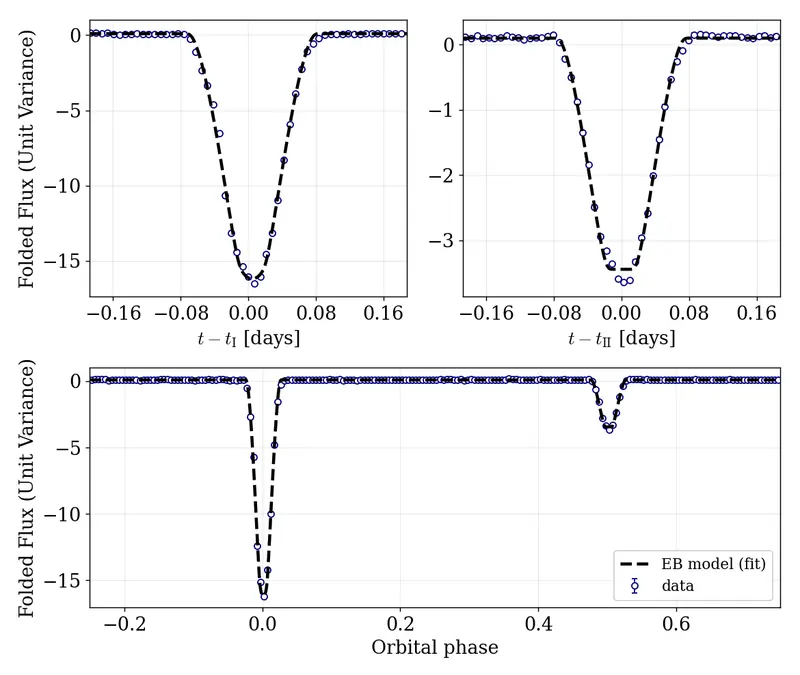 Folded Flux (Unit Variance)
0
−5
−10
−15
−0.16 −0.08 0.00 0.08 0.16
t − t_I [days]
0
−1
−2
−3
−0.16 −0.08 0.00 0.08 0.16
t − t_II [days]
Folded Flux (Unit Variance)
0
−5
−10
−15
EB model (fit)
data
−0.2 0.0 0.2 0.4 0.6
Orbital phase